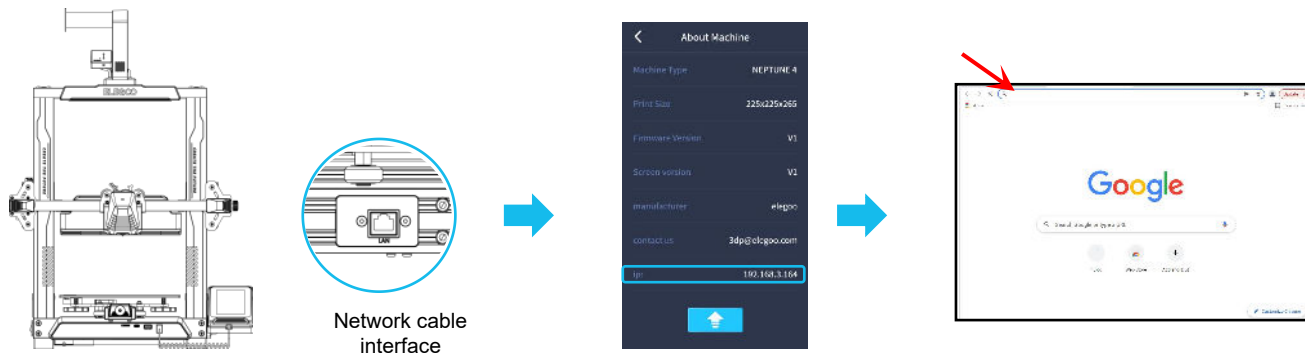 ELEGOO
LAN
Network cable
interface
About Machine
Machine Type NEPTUNE 4
Print Size 225x225x265
Firmware Version V1
Screen version V1
manufacturer elegoo
contact us 3dp@elegoo.com
ip: 192.168.3.164
Google